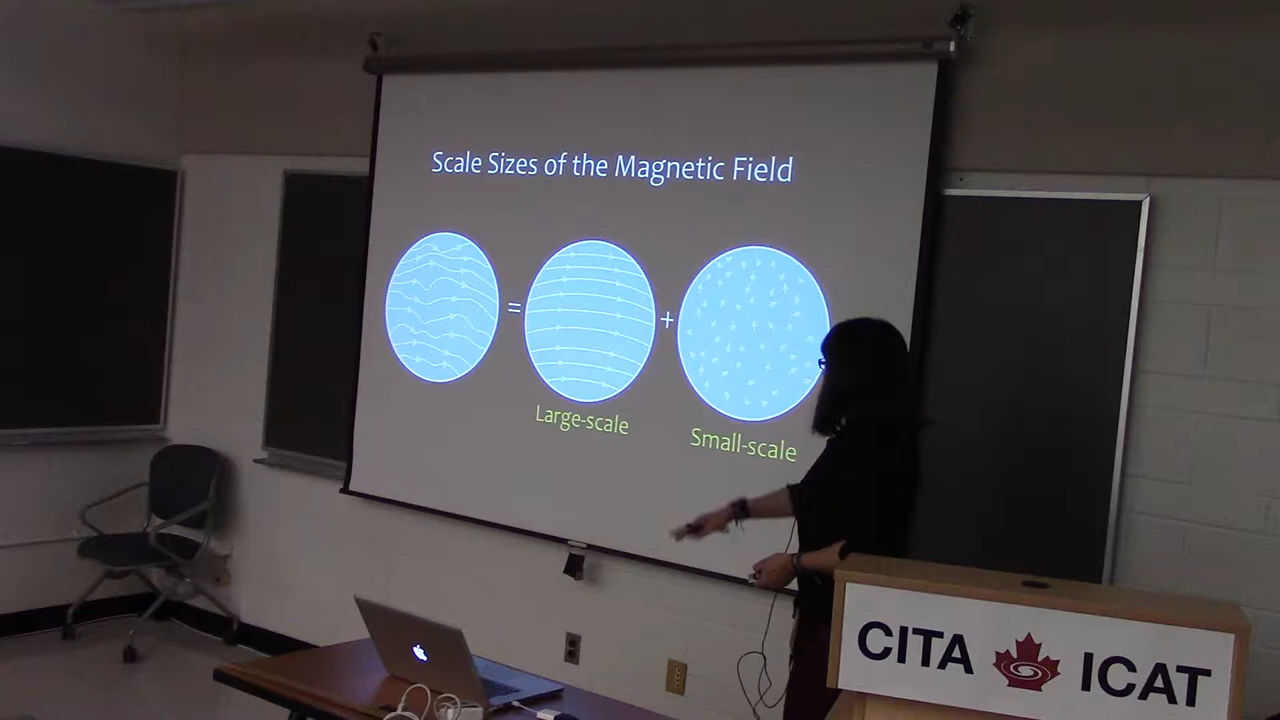 Scale Sizes of the Magnetic Field
=
+
Large-scale
Small-scale
CITA ICAT